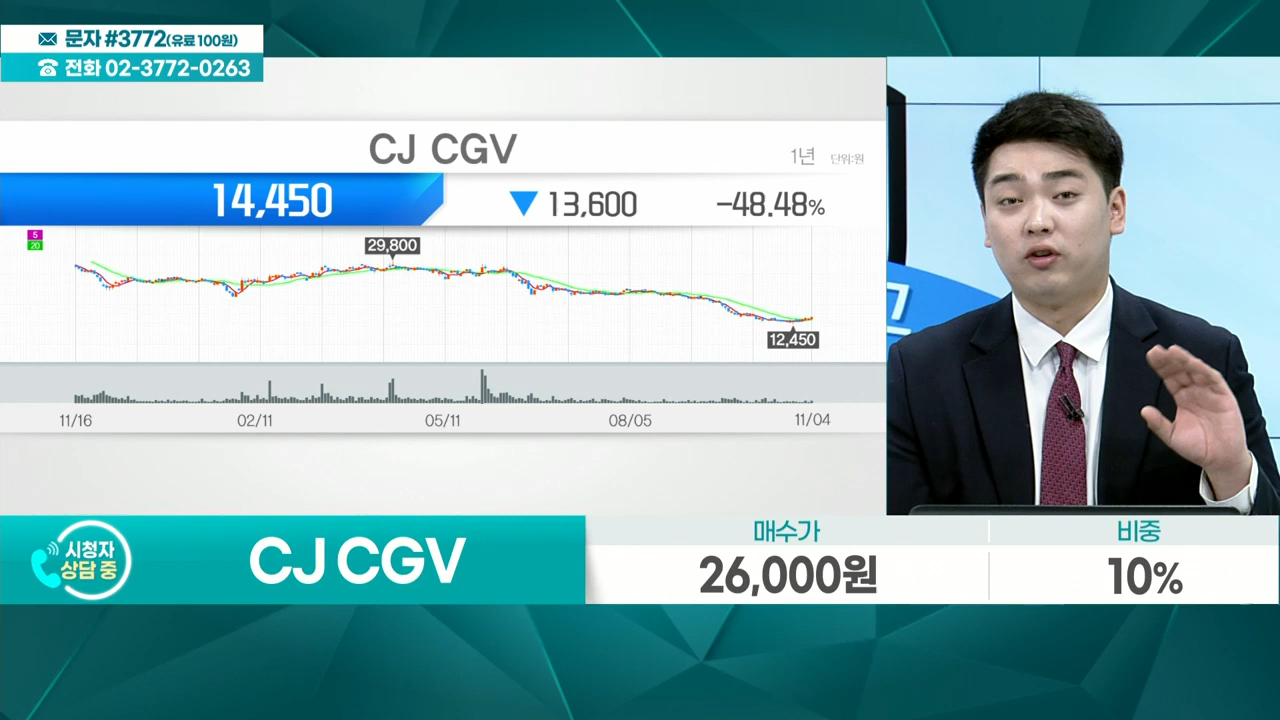 문자 #3772(유료 100원)
전화 02-3772-0263
CJ CGV
1년 단위:원
14,450 ▼ 13,600 -48.48%
5
20
29,800
12,450
11/16 02/11 05/11 08/05 11/04
고
시청자
상담 중
CJ CGV
매수가 비중
26,000원 10%